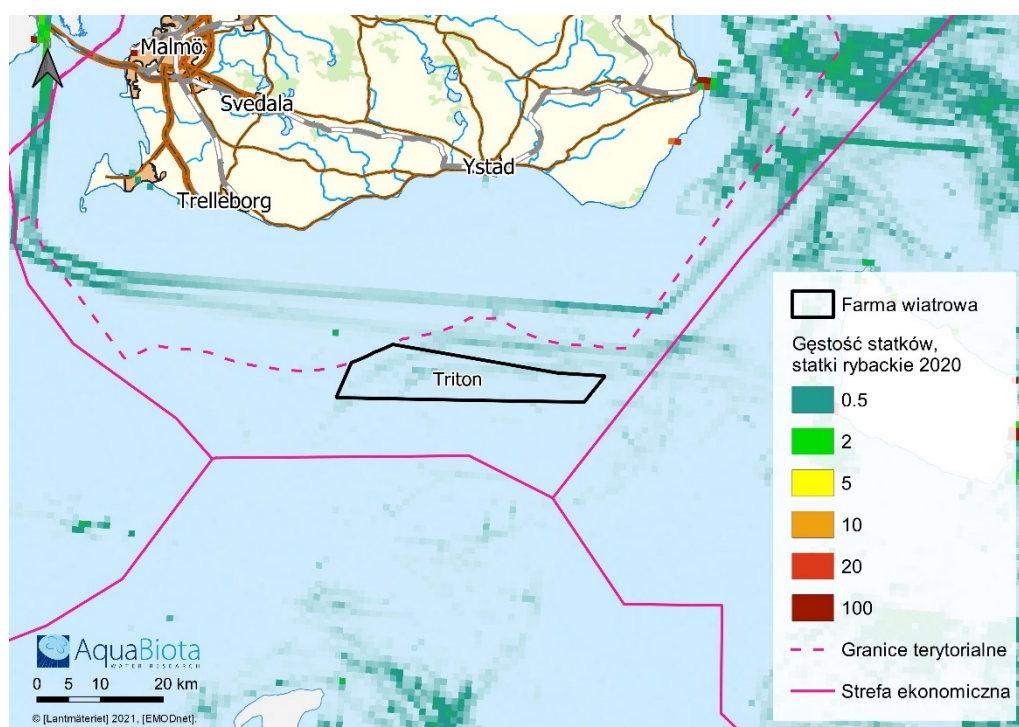 Malmö
Svedala
Ystad
Trelleborg
Triton
Farma wiatrowa
Gęstość statków,
statki rybackie 2020
0.5
2
5
10
20
100
Granice terytorialne
Strefa ekonomiczna
AquaBiota
WATER RESEARCH
0 5 10 20 km
© [Lantmäteriet] 2021, [EMODnet].